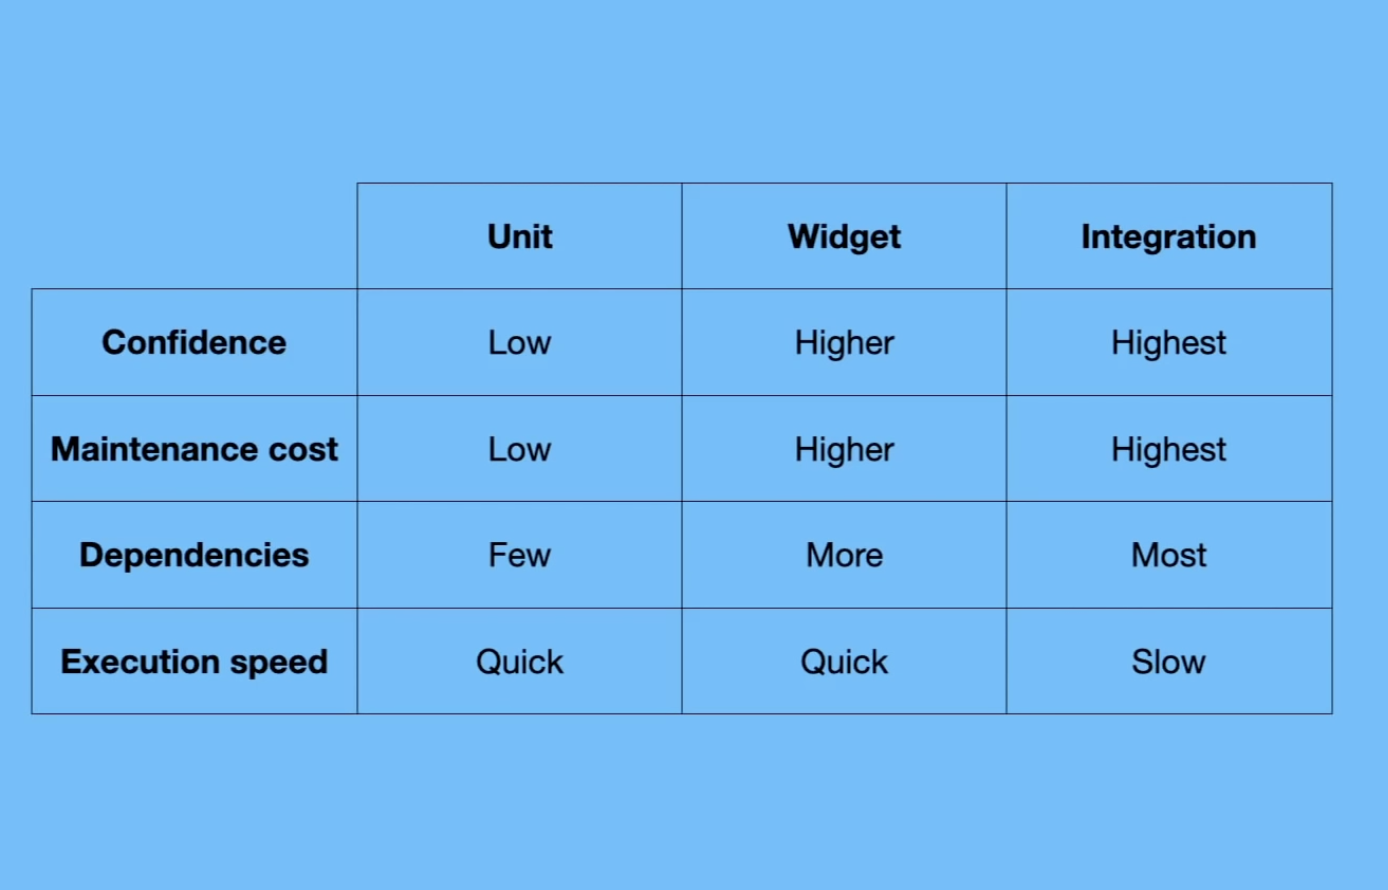 Unit Widget Integration
Confidence Low Higher Highest
Maintenance cost Low Higher Highest
Dependencies Few More Most
Execution speed Quick Quick Slow